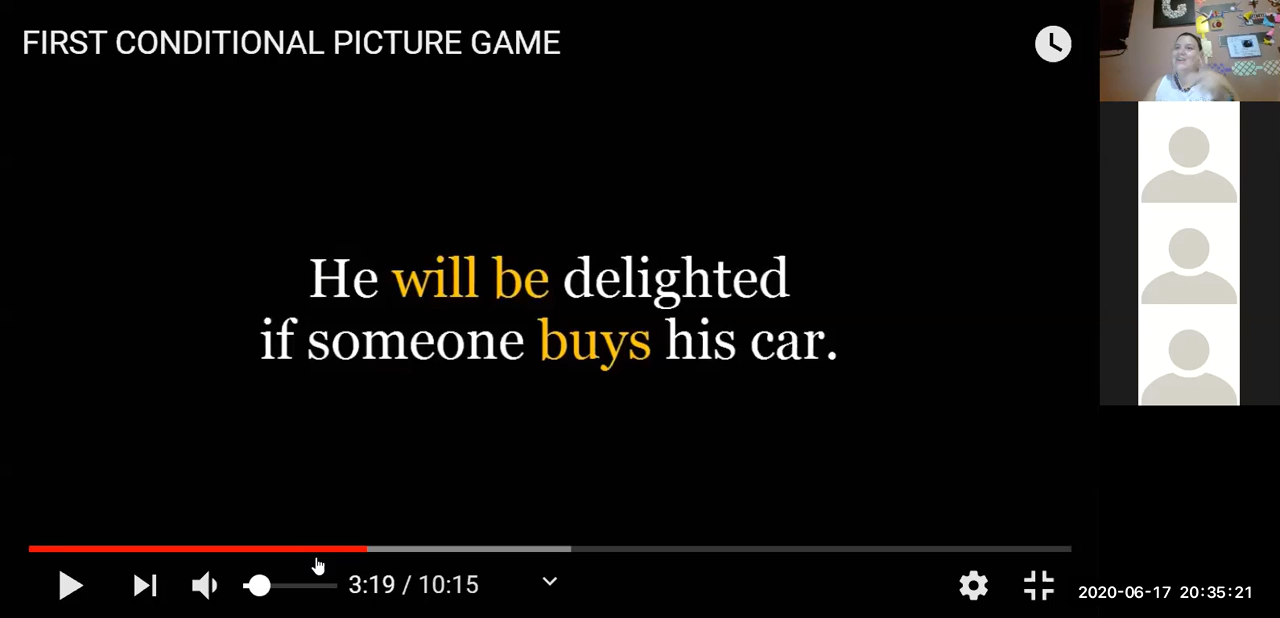 FIRST CONDITIONAL PICTURE GAME
He will be delighted
if someone buys his car.
3:19 / 10:15
2020-06-17 20:35:21